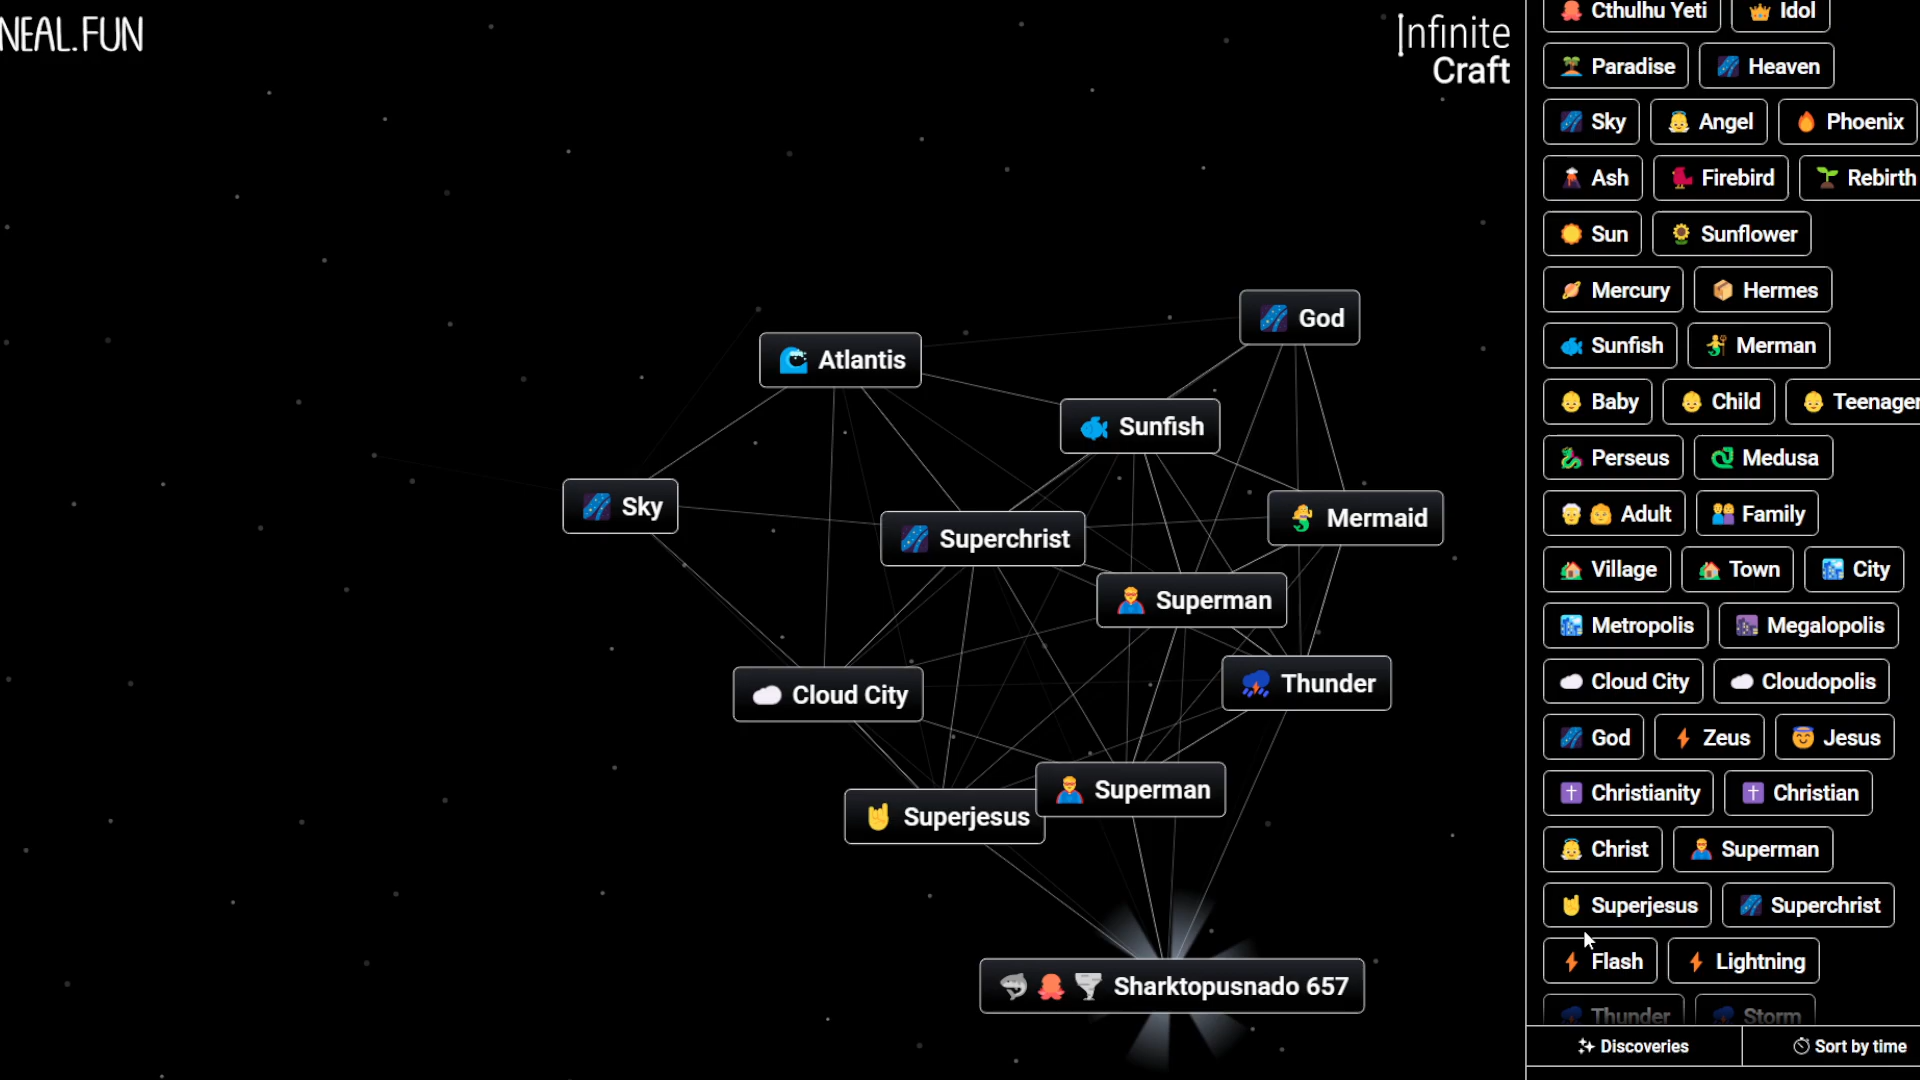 NEAL.FUN
Infinite
Craft
God
Atlantis
Sunfish
Sky
Mermaid
Superchrist
Superman
Thunder
Cloud City
Superman
Superjesus
Sharktopusnado 657
Cthulhu Yeti Idol
Paradise Heaven
Sky Angel Phoenix
Ash Firebird Rebirth
Sun Sunflower
Mercury Hermes
Sunfish Merman
Baby Child Teenager
Perseus Medusa
Adult Family
Village Town City
Metropolis Megalopolis
Cloud City Cloudopolis
God Zeus Jesus
Christianity Christian
Christ Superman
Superjesus Superchrist
Flash Lightning
Thunder Storm
Discoveries Sort by time